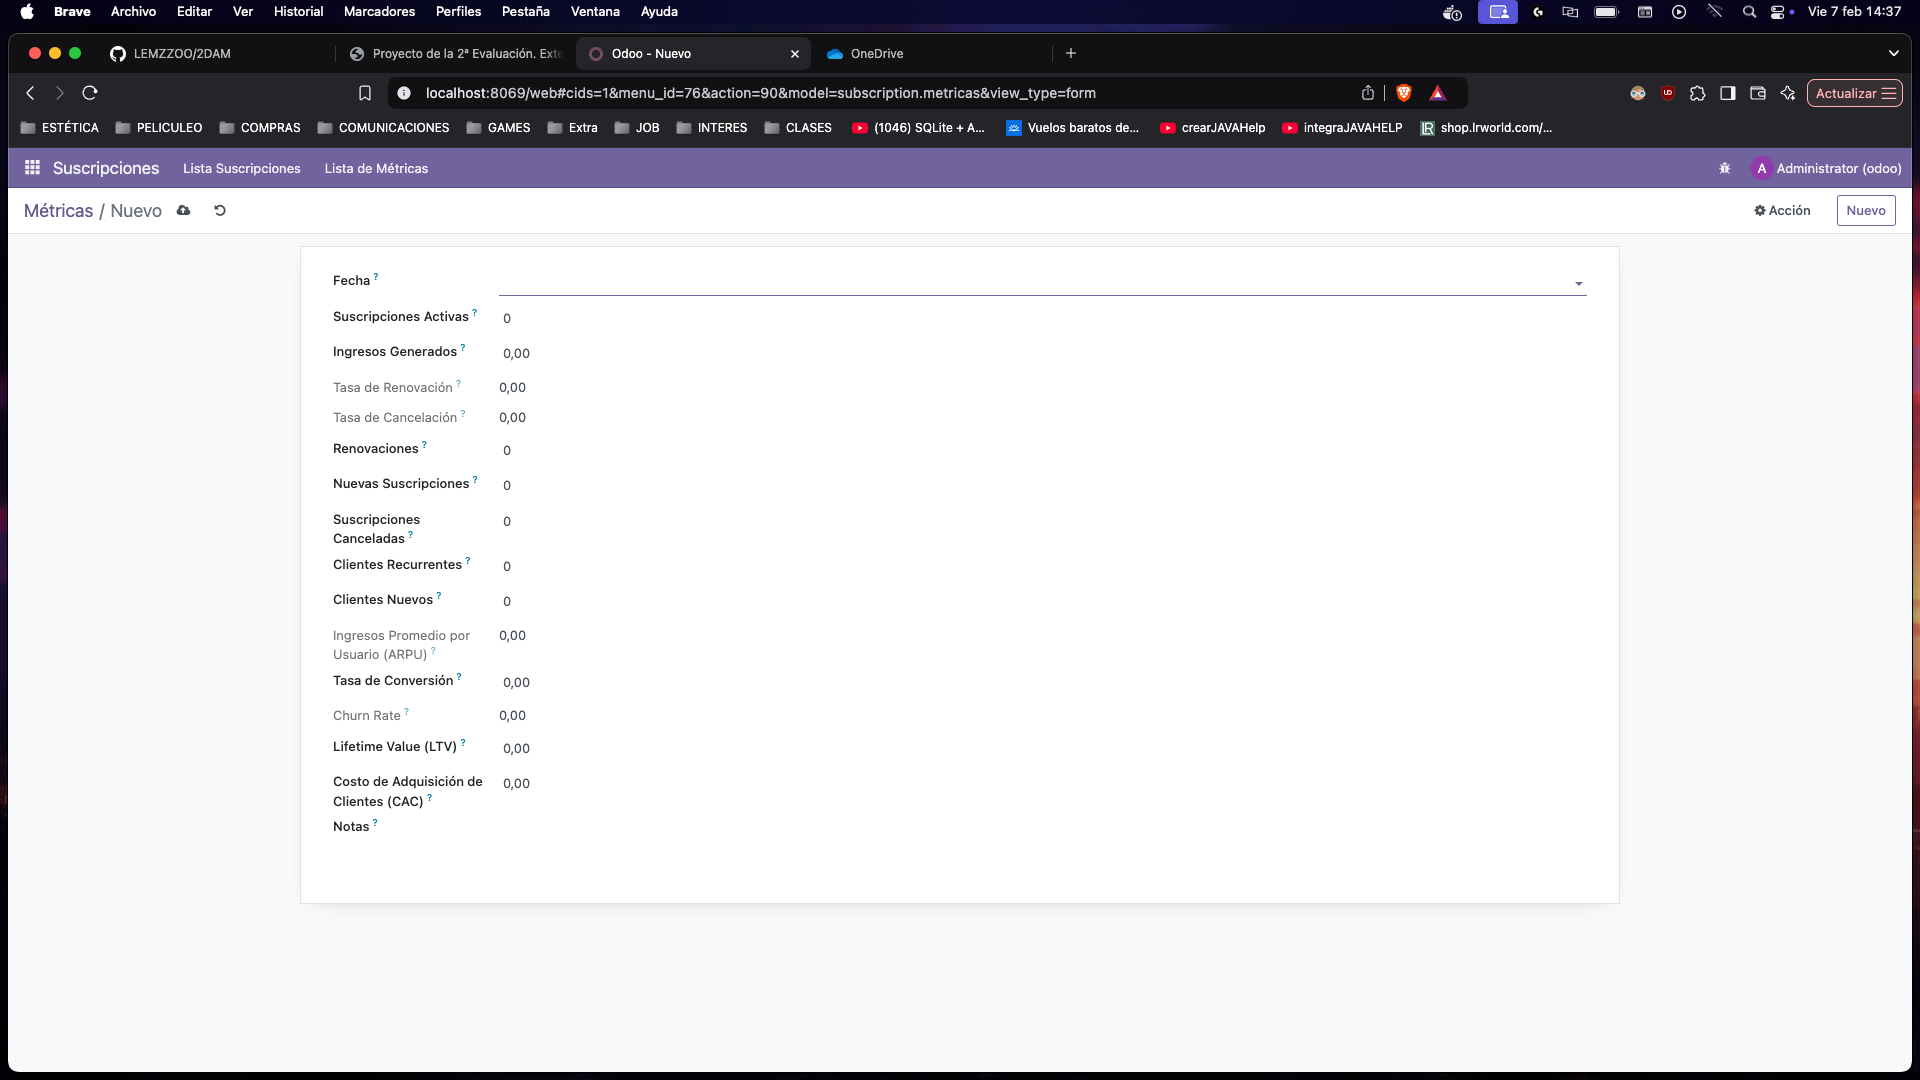 Brave Archivo Editar Ver Historial Marcadores Perfiles Pestaña Ventana Ayuda Vie 7 feb 14:37
LEMZZOO/2DAM Proyecto de la 2ª Evaluación. Exte Odoo - Nuevo OneDrive
localhost:8069/web#cids=1&menu_id=76&action=90&model=subscription.metricas&view_type=form Actualizar
ESTÉTICA PELICULEO COMPRAS COMUNICACIONES GAMES Extra JOB INTERES CLASES (1046) SQLite + A... Vuelos baratos de... crearJAVAHelp integraJAVAHELP shop.lrworld.com/...
Suscripciones Lista Suscripciones Lista de Métricas A Administrator (odoo)
Métricas / Nuevo Acción Nuevo
Fecha ?
Suscripciones Activas ? 0
Ingresos Generados ? 0,00
Tasa de Renovación ? 0,00
Tasa de Cancelación ? 0,00
Renovaciones ? 0
Nuevas Suscripciones ? 0
Suscripciones 0
Canceladas ?
Clientes Recurrentes ? 0
Clientes Nuevos ? 0
Ingresos Promedio por 0,00
Usuario (ARPU) ?
Tasa de Conversión ? 0,00
Churn Rate ? 0,00
Lifetime Value (LTV) ? 0,00
Costo de Adquisición de 0,00
Clientes (CAC) ?
Notas ?